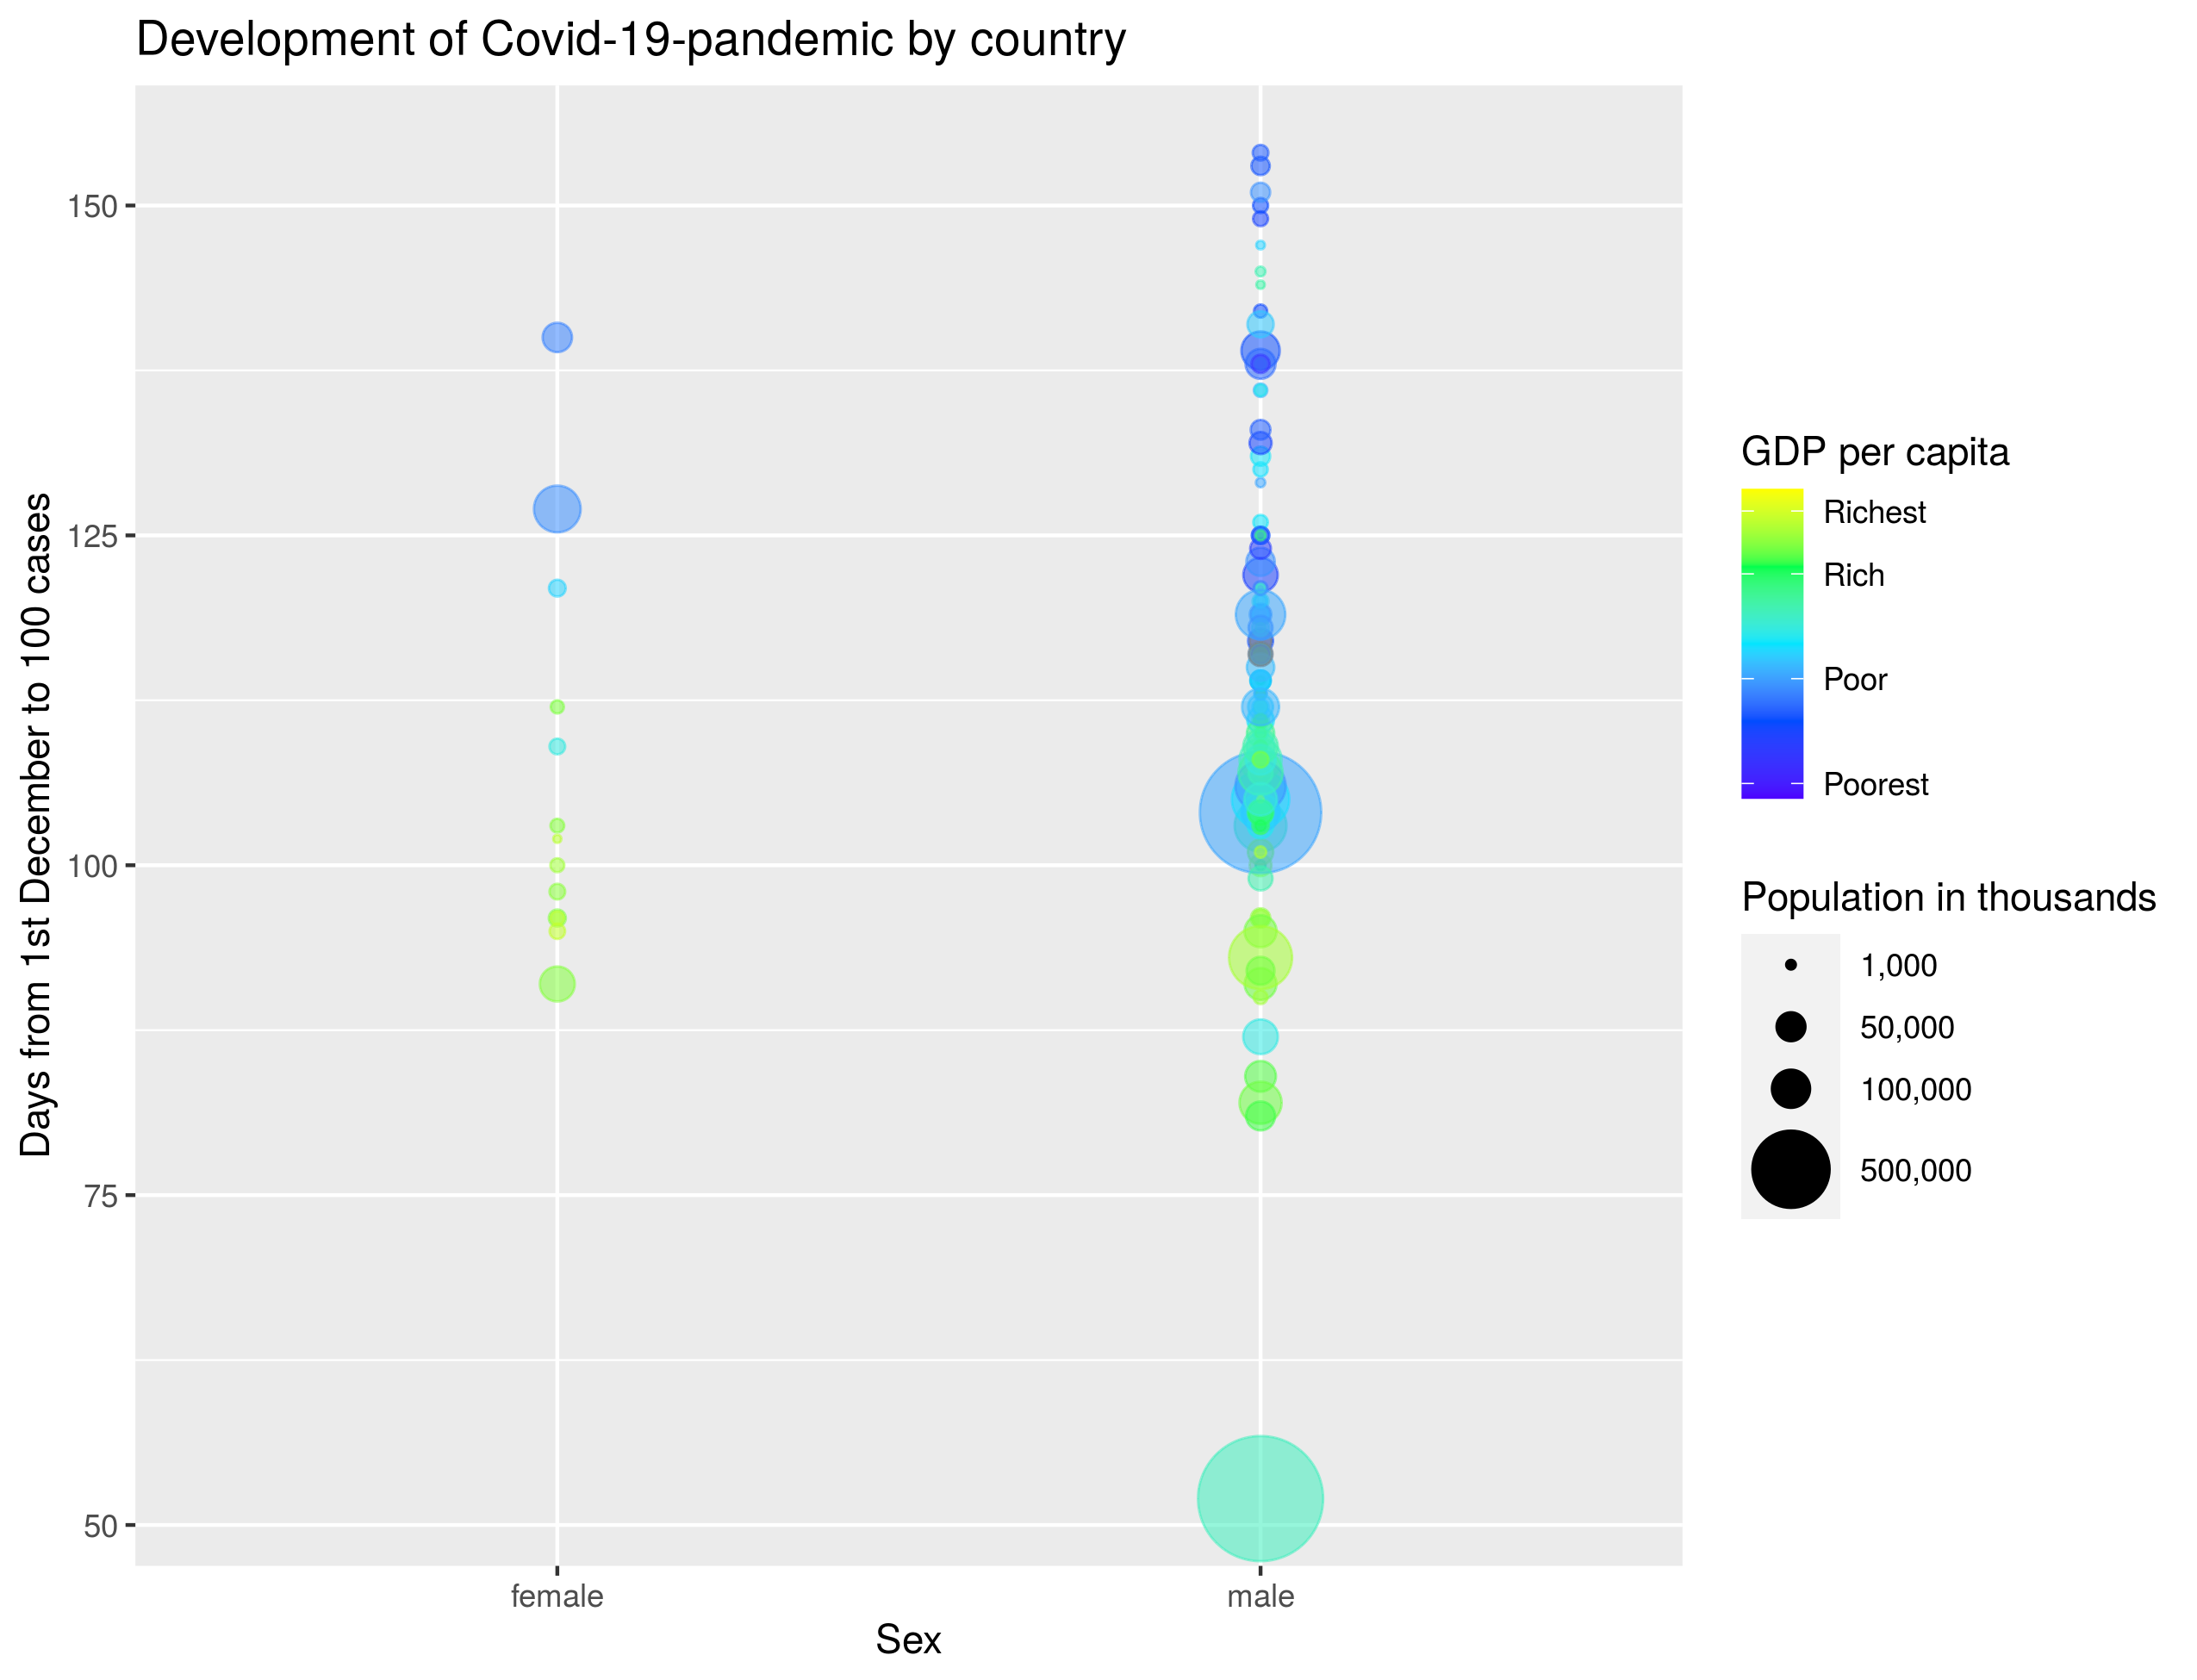 Development of Covid-19-pandemic by country
Days from 1st December to 100 cases
150
125
100
75
50
female
male
Sex
GDP per capita
Richest
Rich
Poor
Poorest
Population in thousands
1,000
50,000
100,000
500,000